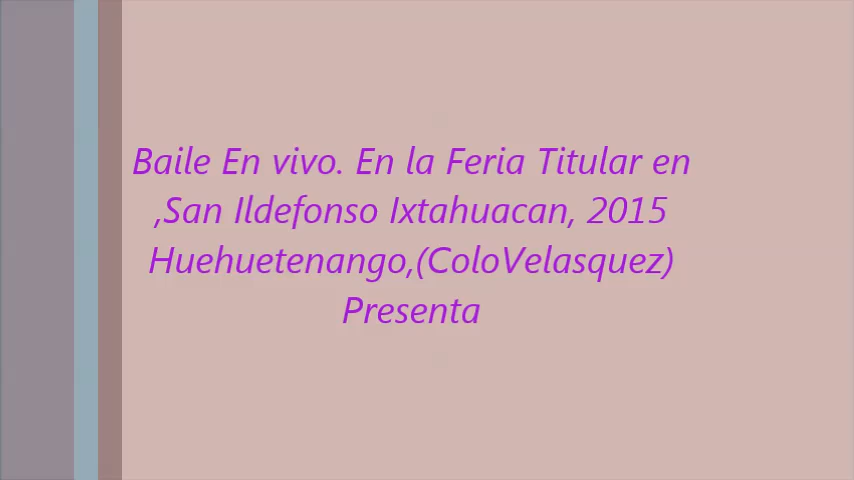 Baile En vivo. En la Feria Titular en
,San Ildefonso Ixtahuacan, 2015
Huehuetenango,(ColoVelasquez)
Presenta